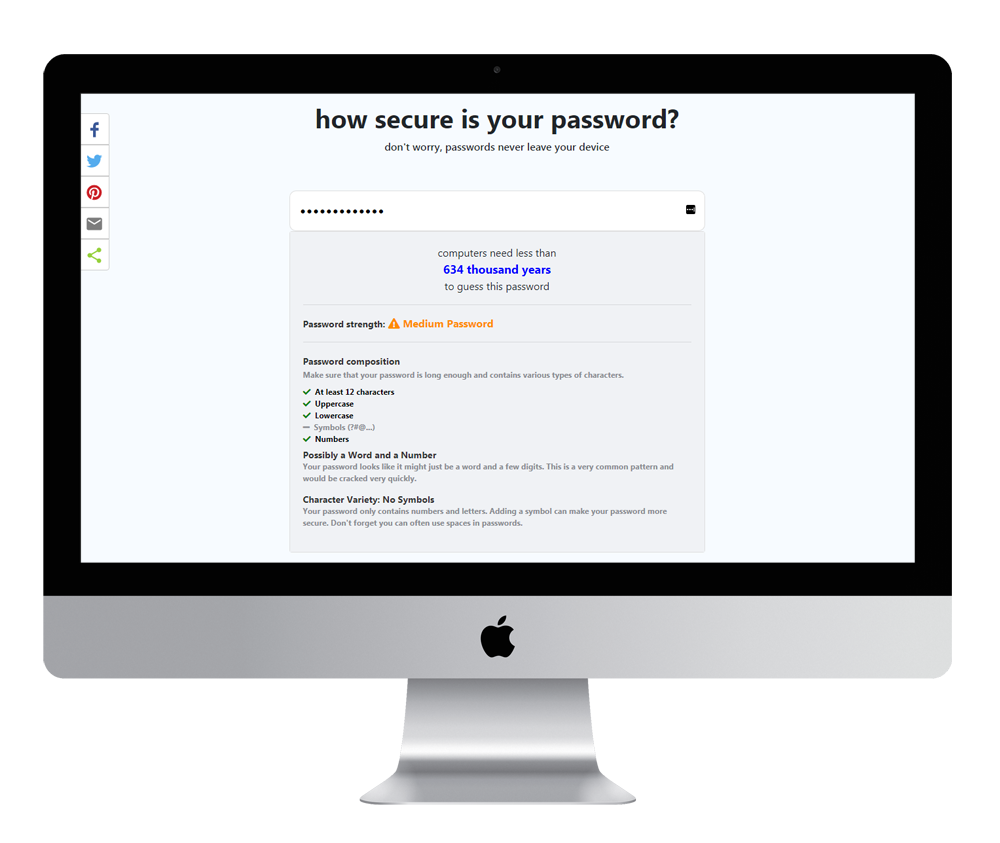 how secure is your password?
don't worry, passwords never leave your device
•••••••••••••
computers need less than
634 thousand years
to guess this password
Password strength: Medium Password
Password composition
Make sure that your password is long enough and contains various types of characters.
At least 12 characters
Uppercase
Lowercase
Symbols (?#@...)
Numbers
Possibly a Word and a Number
Your password looks like it might just be a word and a few digits. This is a very common pattern and
would be cracked very quickly.
Character Variety: No Symbols
Your password only contains numbers and letters. Adding a symbol can make your password more
secure. Don't forget you can often use spaces in passwords.